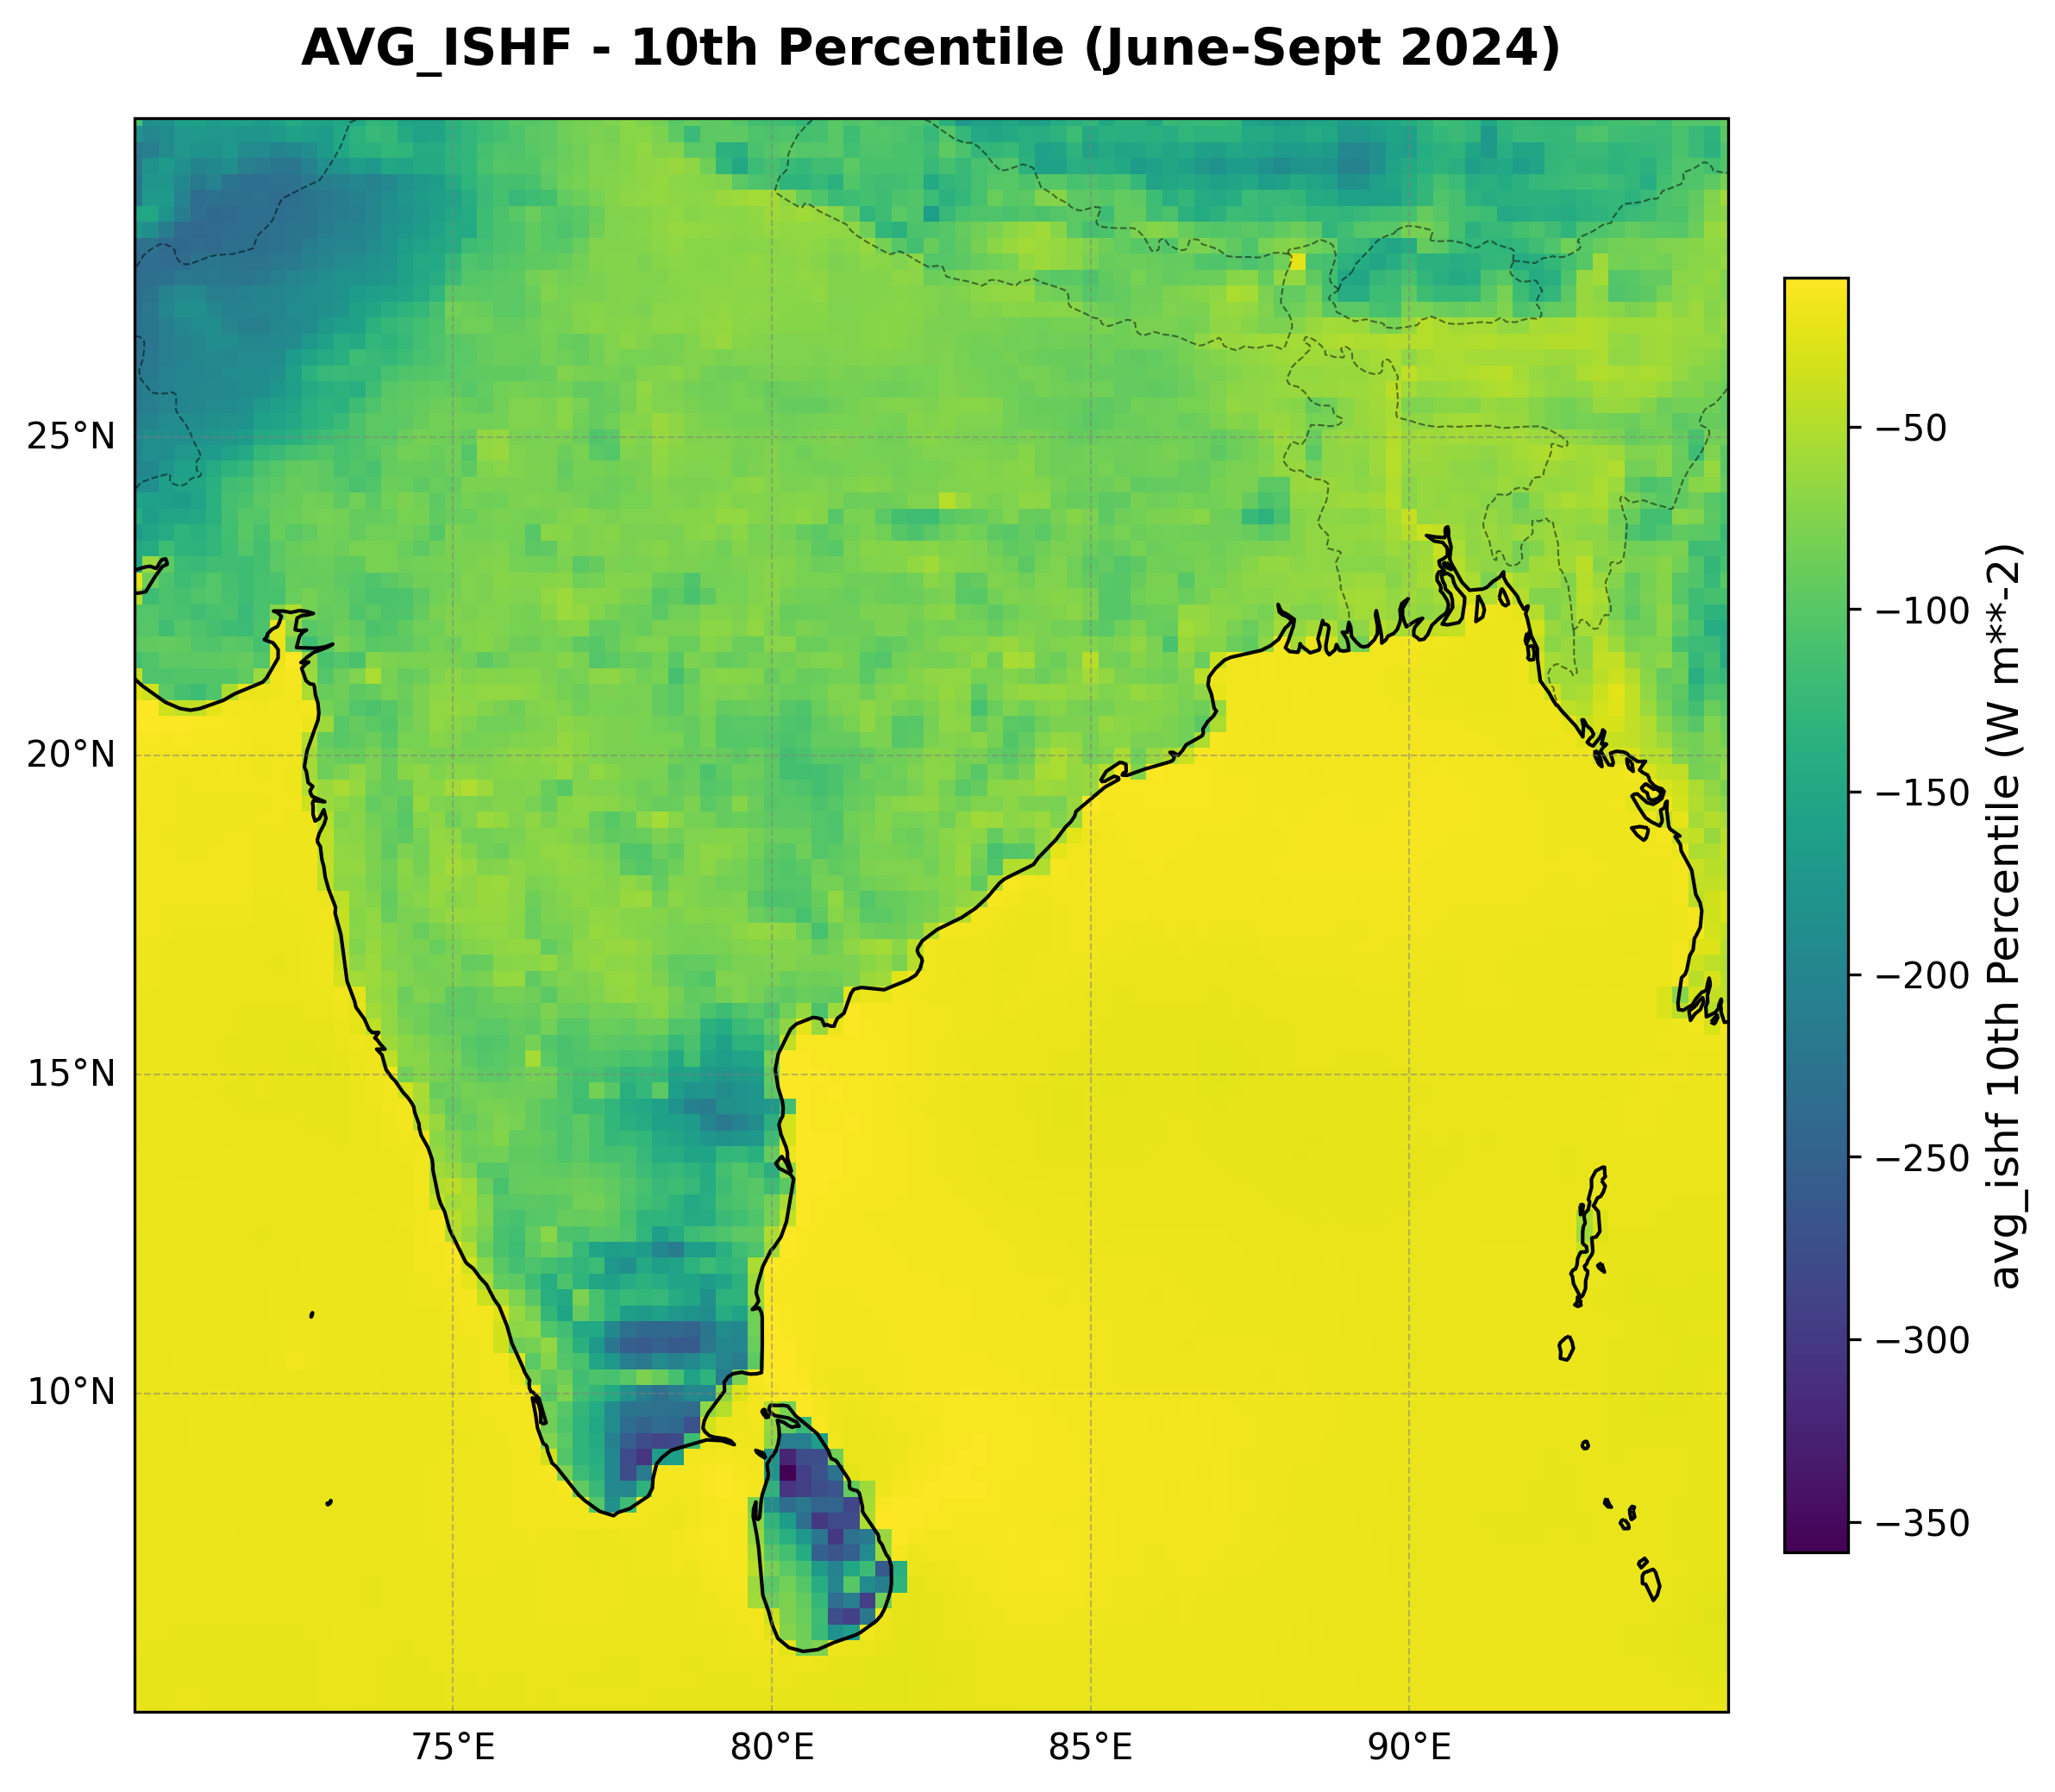 AVG_ISHF - 10th Percentile (June-Sept 2024)
25°N
20°N
15°N
10°N
75°E
80°E
85°E
90°E
−50
−100
−150
−200
−250
−300
−350
avg_ishf 10th Percentile (W m**-2)